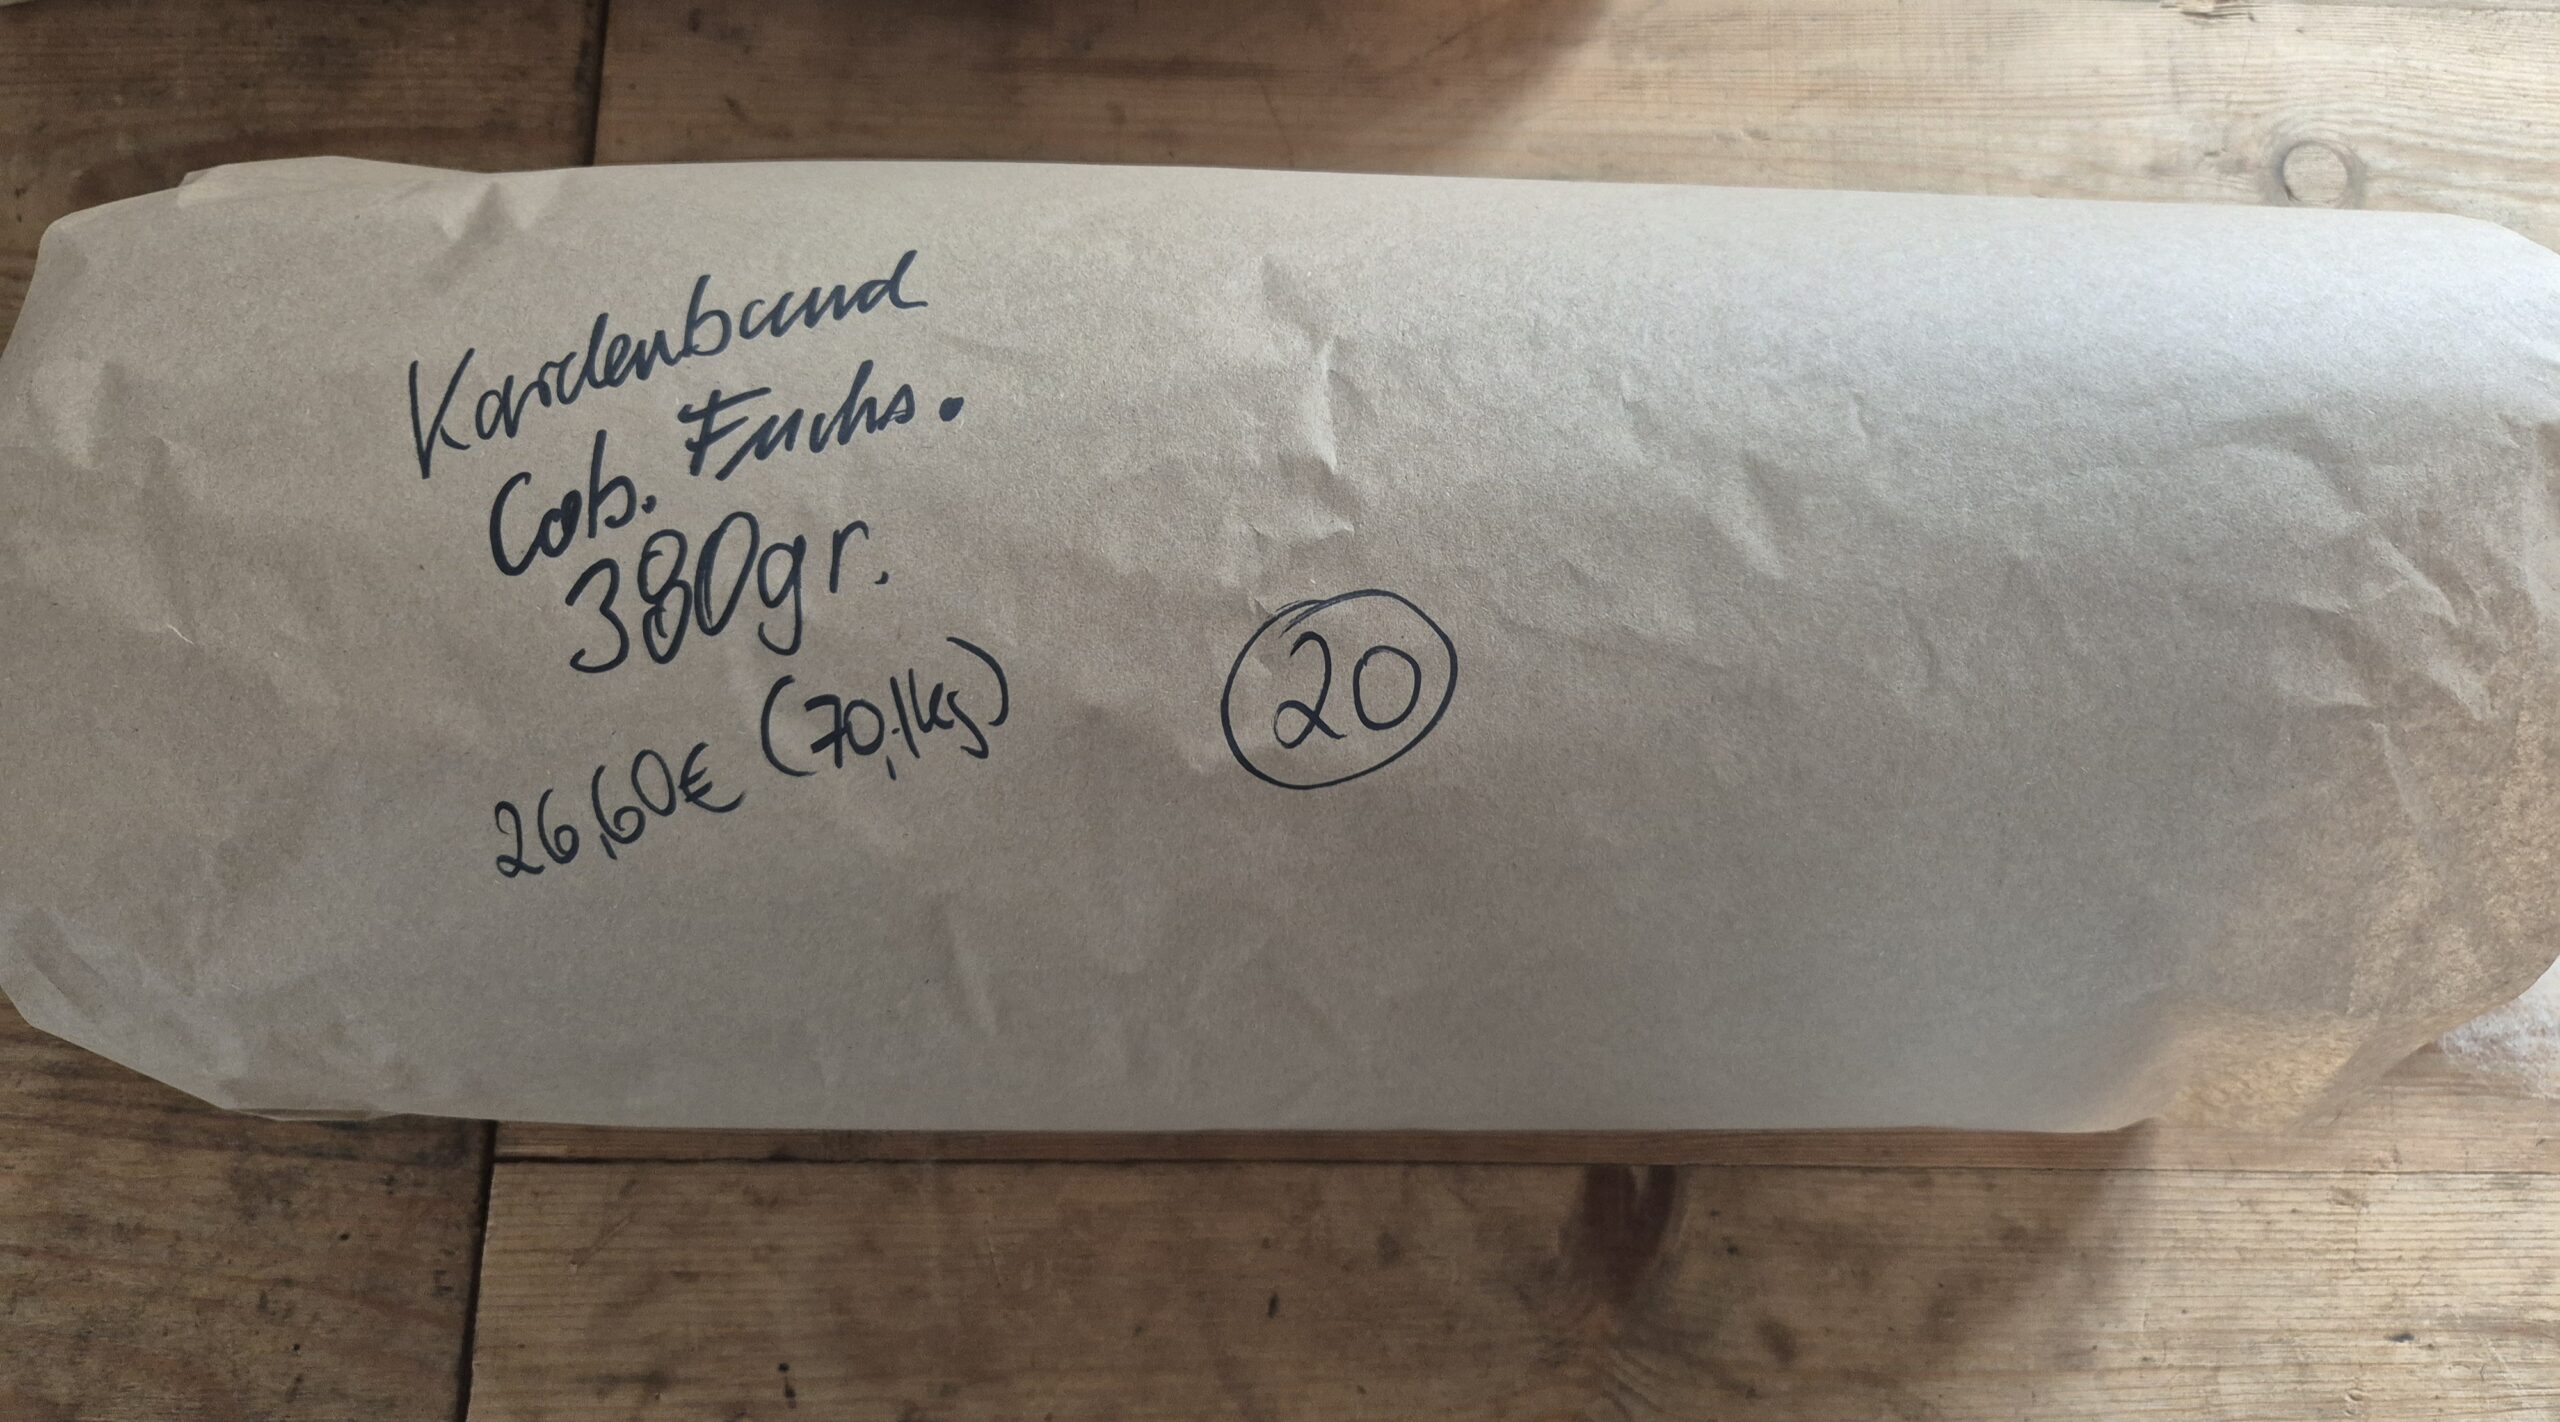 Kardenband
Cob. Fuchs.
380gr.
26,60€ (70,-/kg)
20